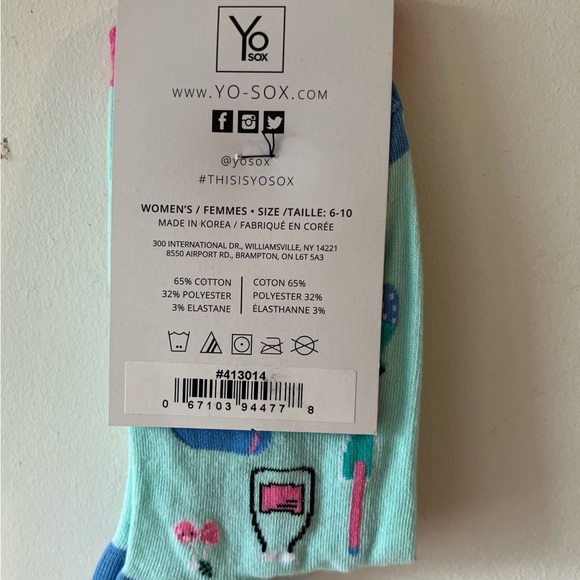 Yo
SOX
WWW.YO-SOX.COM
@yosox
#THISISYOSOX
WOMEN'S / FEMMES • SIZE /TAILLE: 6-10
MADE IN KOREA / FABRIQUÉ EN CORÉE
300 INTERNATIONAL DR., WILLIAMSVILLE, NY 14221
8550 AIRPORT RD., BRAMPTON, ON L6T 5A3
65% COTTON
32% POLYESTER
3% ELASTANE
COTON 65%
POLYESTER 32%
ÉLASTHANNE 3%
#413014
0 67103 94477 8